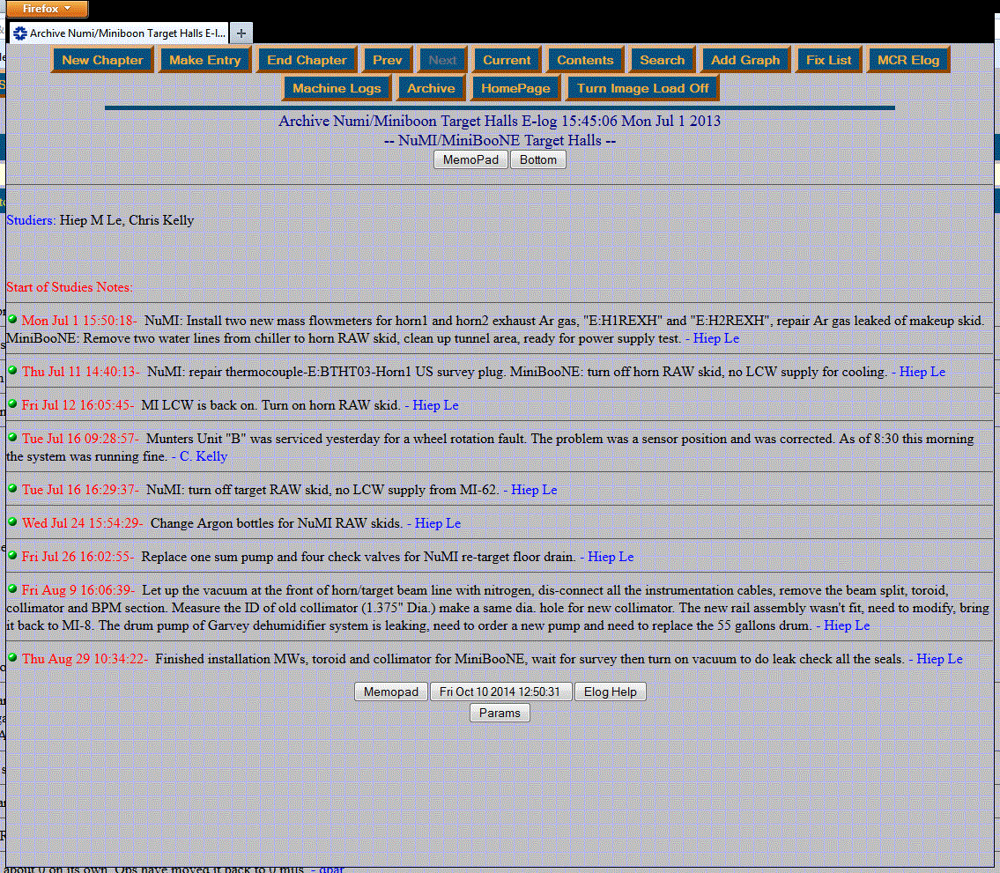 Firefox
Archive Numi/Miniboon Target Halls E-l...
New Chapter Make Entry End Chapter Prev Next Current Contents Search Add Graph Fix List MCR Elog
Machine Logs Archive HomePage Turn Image Load Off
Archive Numi/Miniboon Target Halls E-log 15:45:06 Mon Jul 1 2013
-- NuMI/MiniBooNE Target Halls --
MemoPad Bottom
Studiers: Hiep M Le, Chris Kelly
Start of Studies Notes:
Mon Jul 1 15:50:18- NuMI: Install two new mass flowmeters for horn1 and horn2 exhaust Ar gas, "E:H1REXH" and "E:H2REXH", repair Ar gas leaked of makeup skid.
MiniBooNE: Remove two water lines from chiller to horn RAW skid, clean up tunnel area, ready for power supply test. - Hiep Le
Thu Jul 11 14:40:13- NuMI: repair thermocouple-E:BTHT03-Horn1 US survey plug. MiniBooNE: turn off horn RAW skid, no LCW supply for cooling. - Hiep Le
Fri Jul 12 16:05:45- MI LCW is back on. Turn on horn RAW skid. - Hiep Le
Tue Jul 16 09:28:57- Munters Unit "B" was serviced yesterday for a wheel rotation fault. The problem was a sensor position and was corrected. As of 8:30 this morning
the system was running fine. - C. Kelly
Tue Jul 16 16:29:37- NuMI: turn off target RAW skid, no LCW supply from MI-62. - Hiep Le
Wed Jul 24 15:54:29- Change Argon bottles for NuMI RAW skids. - Hiep Le
Fri Jul 26 16:02:55- Replace one sum pump and four check valves for NuMI re-target floor drain. - Hiep Le
Fri Aug 9 16:06:39- Let up the vacuum at the front of horn/target beam line with nitrogen, dis-connect all the instrumentation cables, remove the beam split, toroid,
collimator and BPM section. Measure the ID of old collimator (1.375" Dia.) make a same dia. hole for new collimator. The new rail assembly wasn't fit, need to modify, bring
it back to MI-8. The drum pump of Garvey dehumidifier system is leaking, need to order a new pump and need to replace the 55 gallons drum. - Hiep Le
Thu Aug 29 10:34:22- Finished installation MWs, toroid and collimator for MiniBooNE, wait for survey then turn on vacuum to do leak check all the seals. - Hiep Le
Memopad Fri Oct 10 2014 12:50:31 Elog Help
Params
about 0 on its own. Ops have moved it back to 0 mils. - qbar